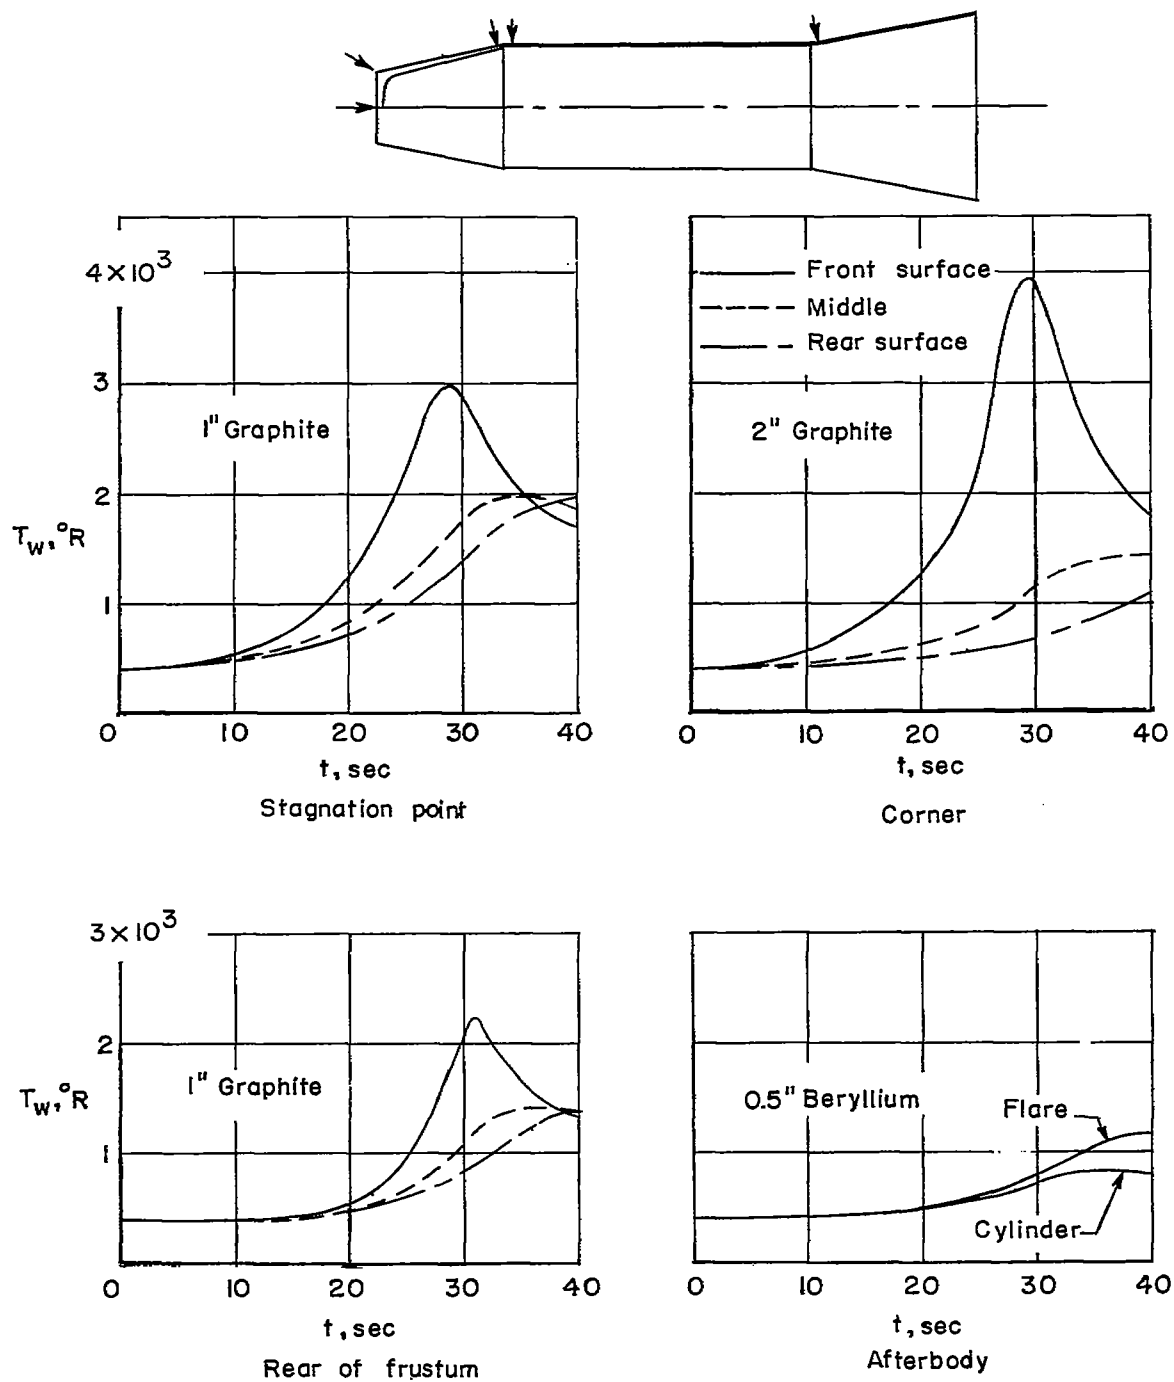 4×10³
3
2
1
0 10 20 30 40
T_W, °R
1" Graphite
t, sec
Stagnation point
Front surface
Middle
Rear surface
2" Graphite
0 10 20 30 40
t, sec
Corner
3×10³
2
1
0 10 20 30 40
T_W, °R
1" Graphite
t, sec
Rear of frustum
0.5" Beryllium
Flare
Cylinder
0 10 20 30 40
t, sec
Afterbody